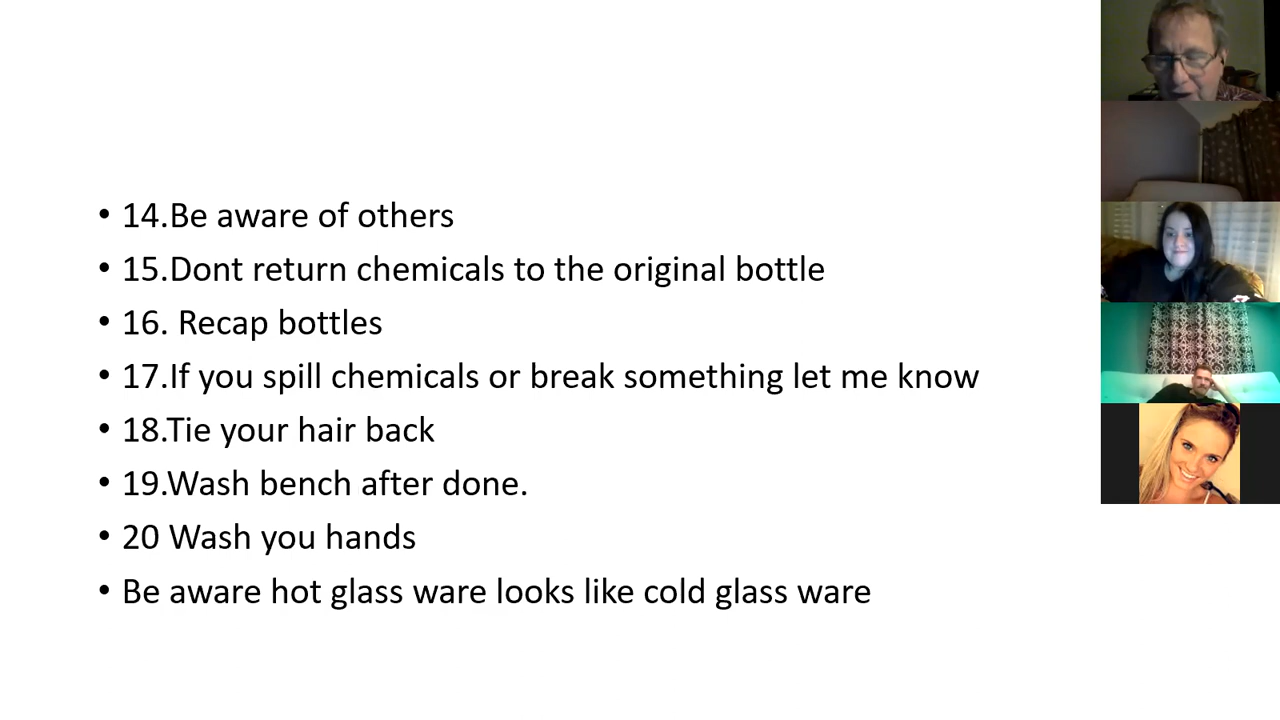 • 14.Be aware of others
• 15.Dont return chemicals to the original bottle
• 16. Recap bottles
• 17.If you spill chemicals or break something let me know
• 18.Tie your hair back
• 19.Wash bench after done.
• 20 Wash you hands
• Be aware hot glass ware looks like cold glass ware